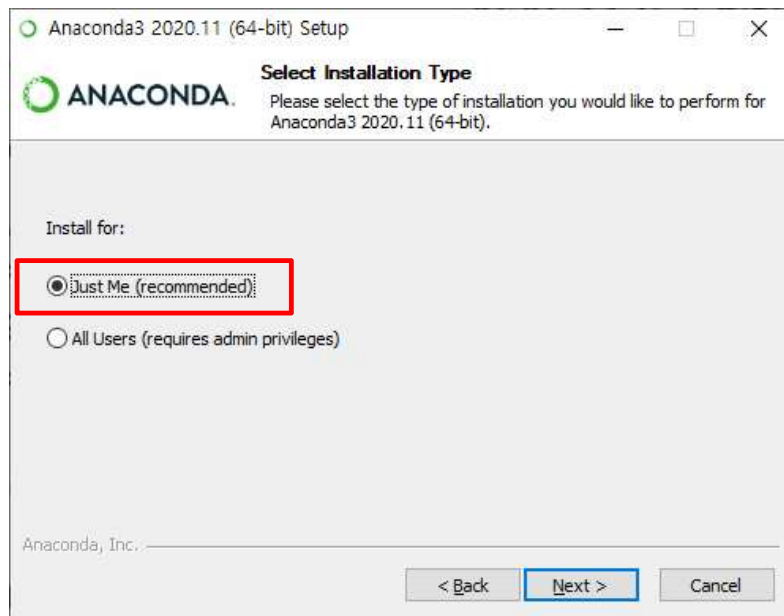 Anaconda3 2020.11 (64-bit) Setup
ANACONDA.
Select Installation Type
Please select the type of installation you would like to perform for
Anaconda3 2020.11 (64-bit).
Install for:
Just Me (recommended)
All Users (requires admin privileges)
Anaconda, Inc.
< Back
Next >
Cancel